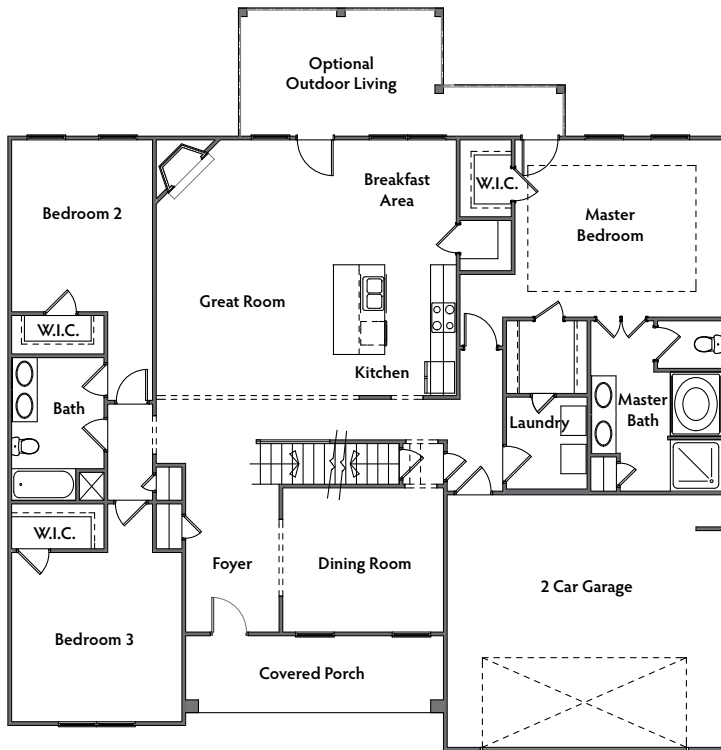 Optional
Outdoor Living
Breakfast
Area
W.I.C.
Bedroom 2
Master
Bedroom
Great Room
W.I.C.
Kitchen
Bath
Laundry
Master
Bath
W.I.C.
Foyer
Dining Room
2 Car Garage
Bedroom 3
Covered Porch